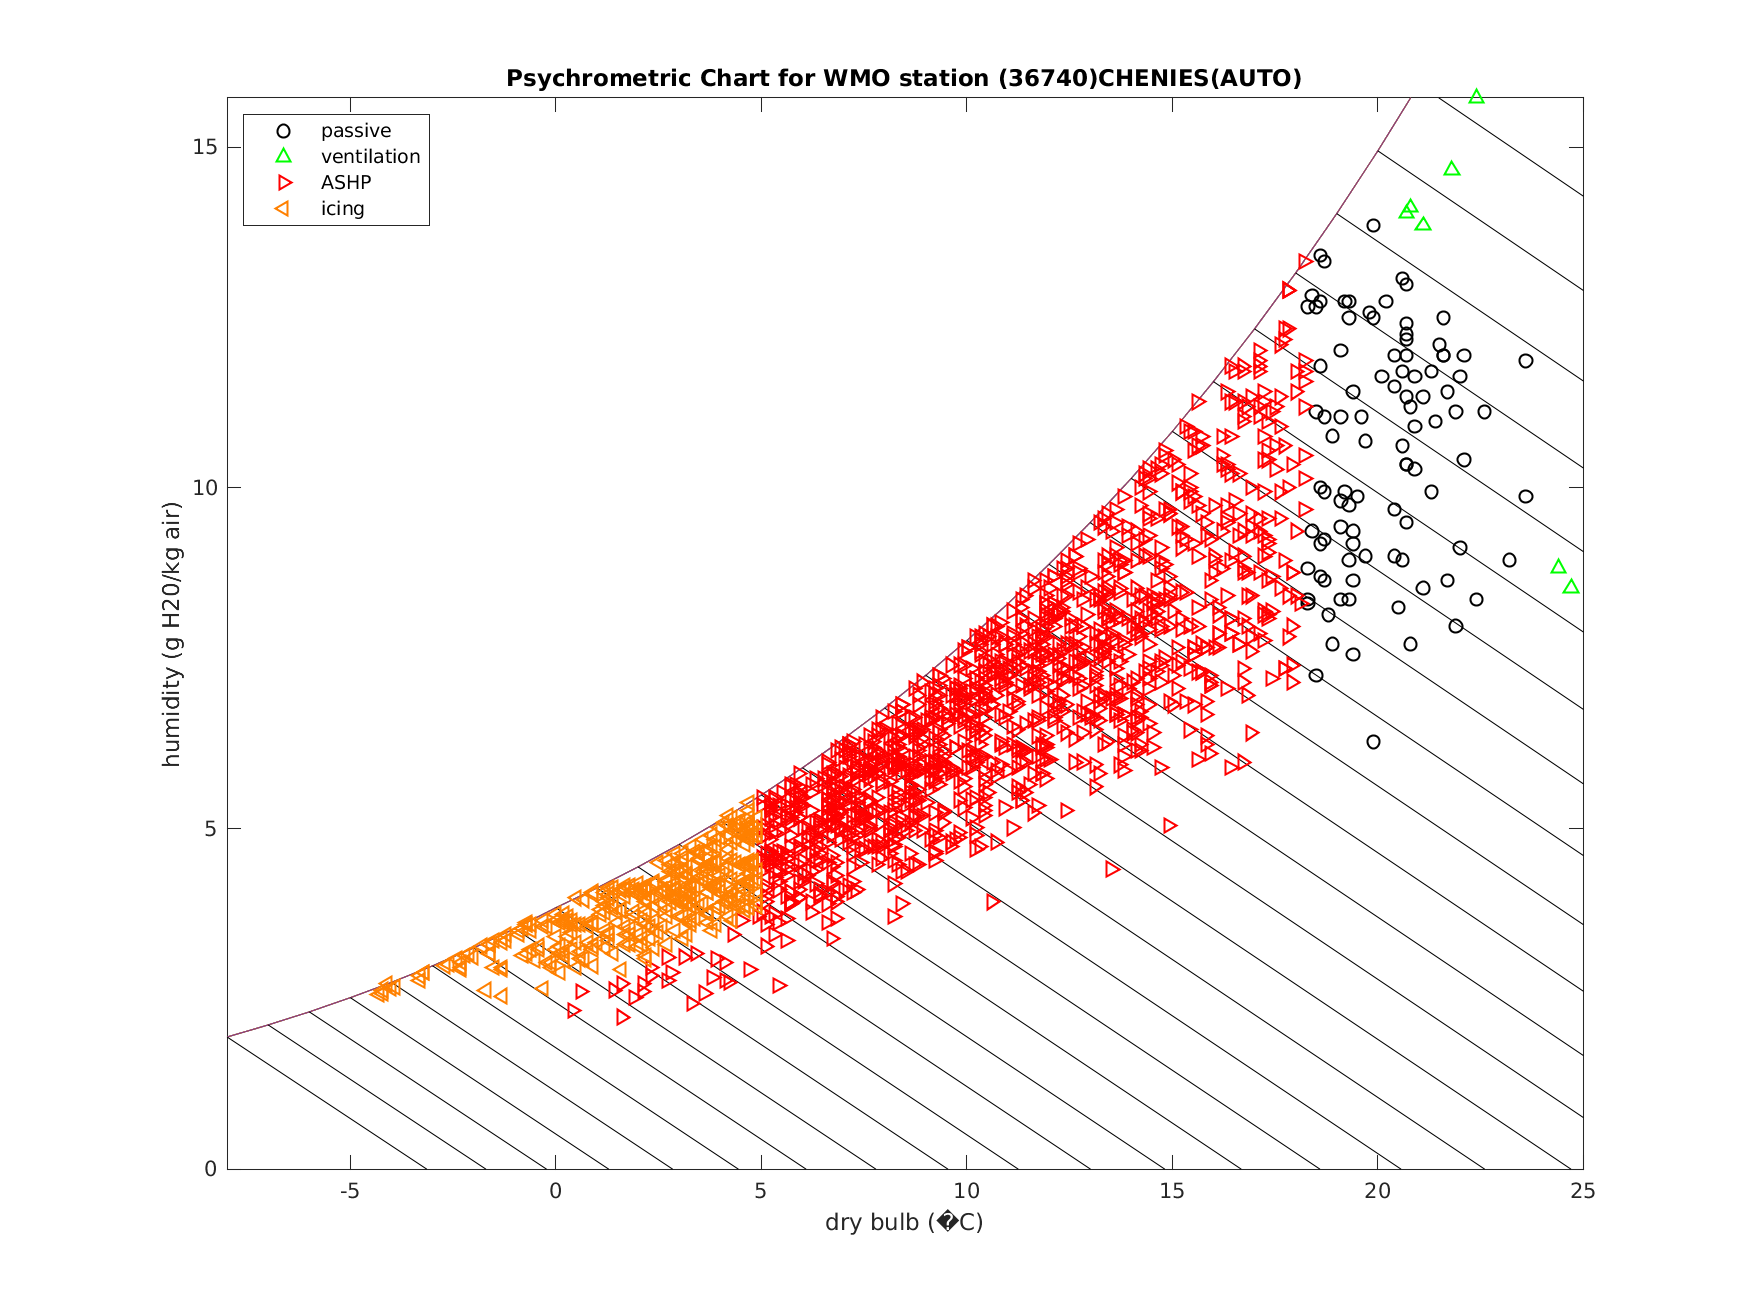 Psychrometric Chart for WMO station (36740)CHENIES(AUTO)
passive
ventilation
ASHP
icing
humidity (g H20/kg air)
15
10
5
0
-5 0 5 10 15 20 25
dry bulb (�C)